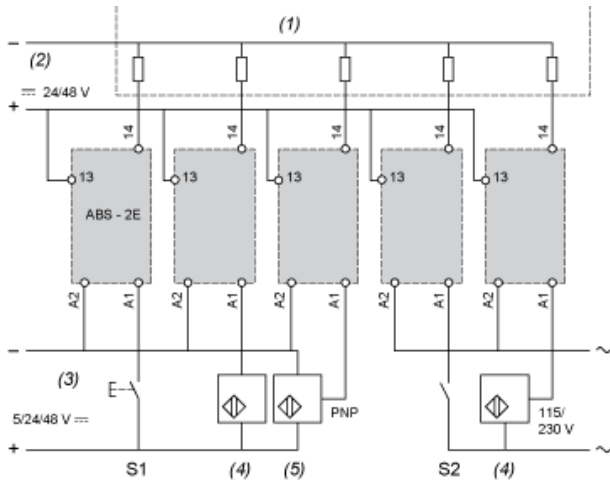 (1)
–
(2)
⎓ 24/48 V
+
14 14 14 14 14
13 13 13 13 13
ABS - 2E
A2 A1 A2 A1 A2 A1 A2 A1 A2 A1
– ~
(3)
E
PNP
115/
230 V
5/24/48 V ⎓
+ ~
S1 (4) (5) S2 (4)